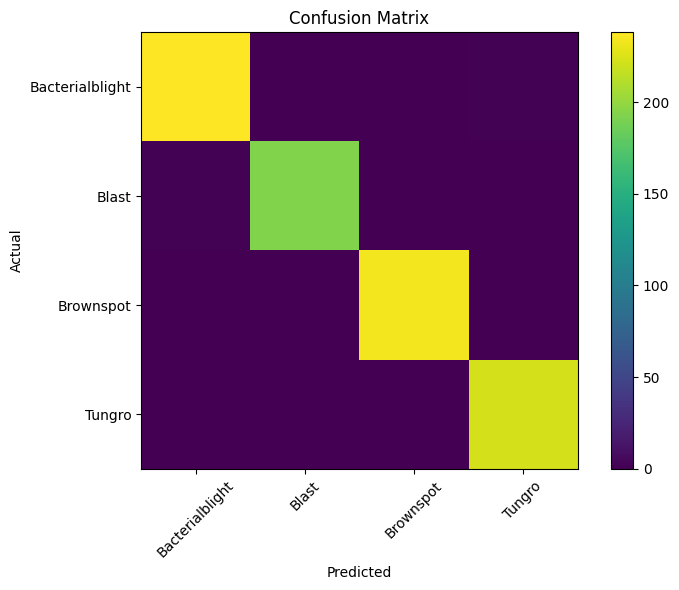 Confusion Matrix
Actual
Bacterialblight
Blast
Brownspot
Tungro
Bacterialblight
Blast
Brownspot
Tungro
Predicted
200
150
100
50
0